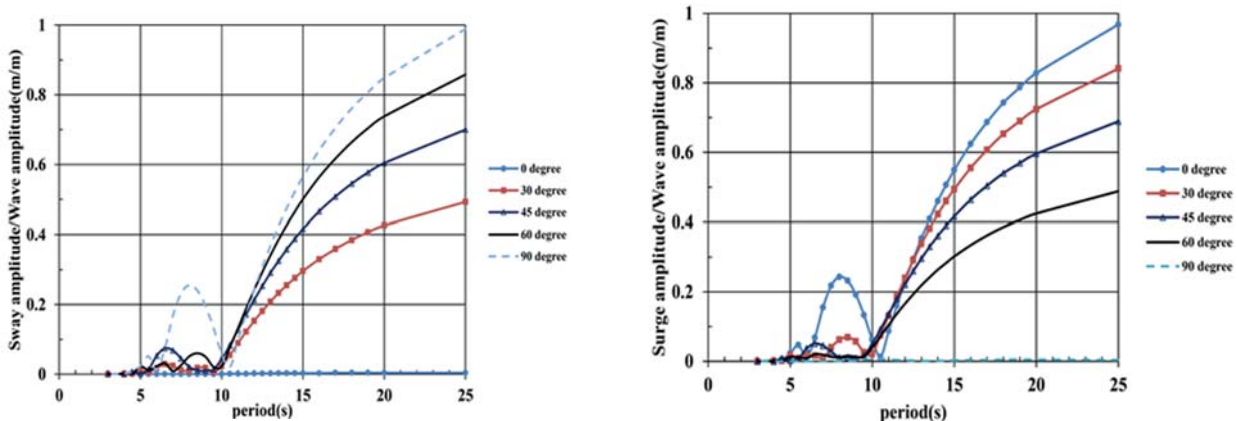 Sway amplitude/Wave amplitude(m/m)
1
0.8
0.6
0.4
0.2
0
0 5 10 15 20 25
period(s)
0 degree
30 degree
45 degree
60 degree
90 degree
Surge amplitude/Wave amplitude(m/m)
1
0.8
0.6
0.4
0.2
0
0 5 10 15 20 25
period(s)
0 degree
30 degree
45 degree
60 degree
90 degree